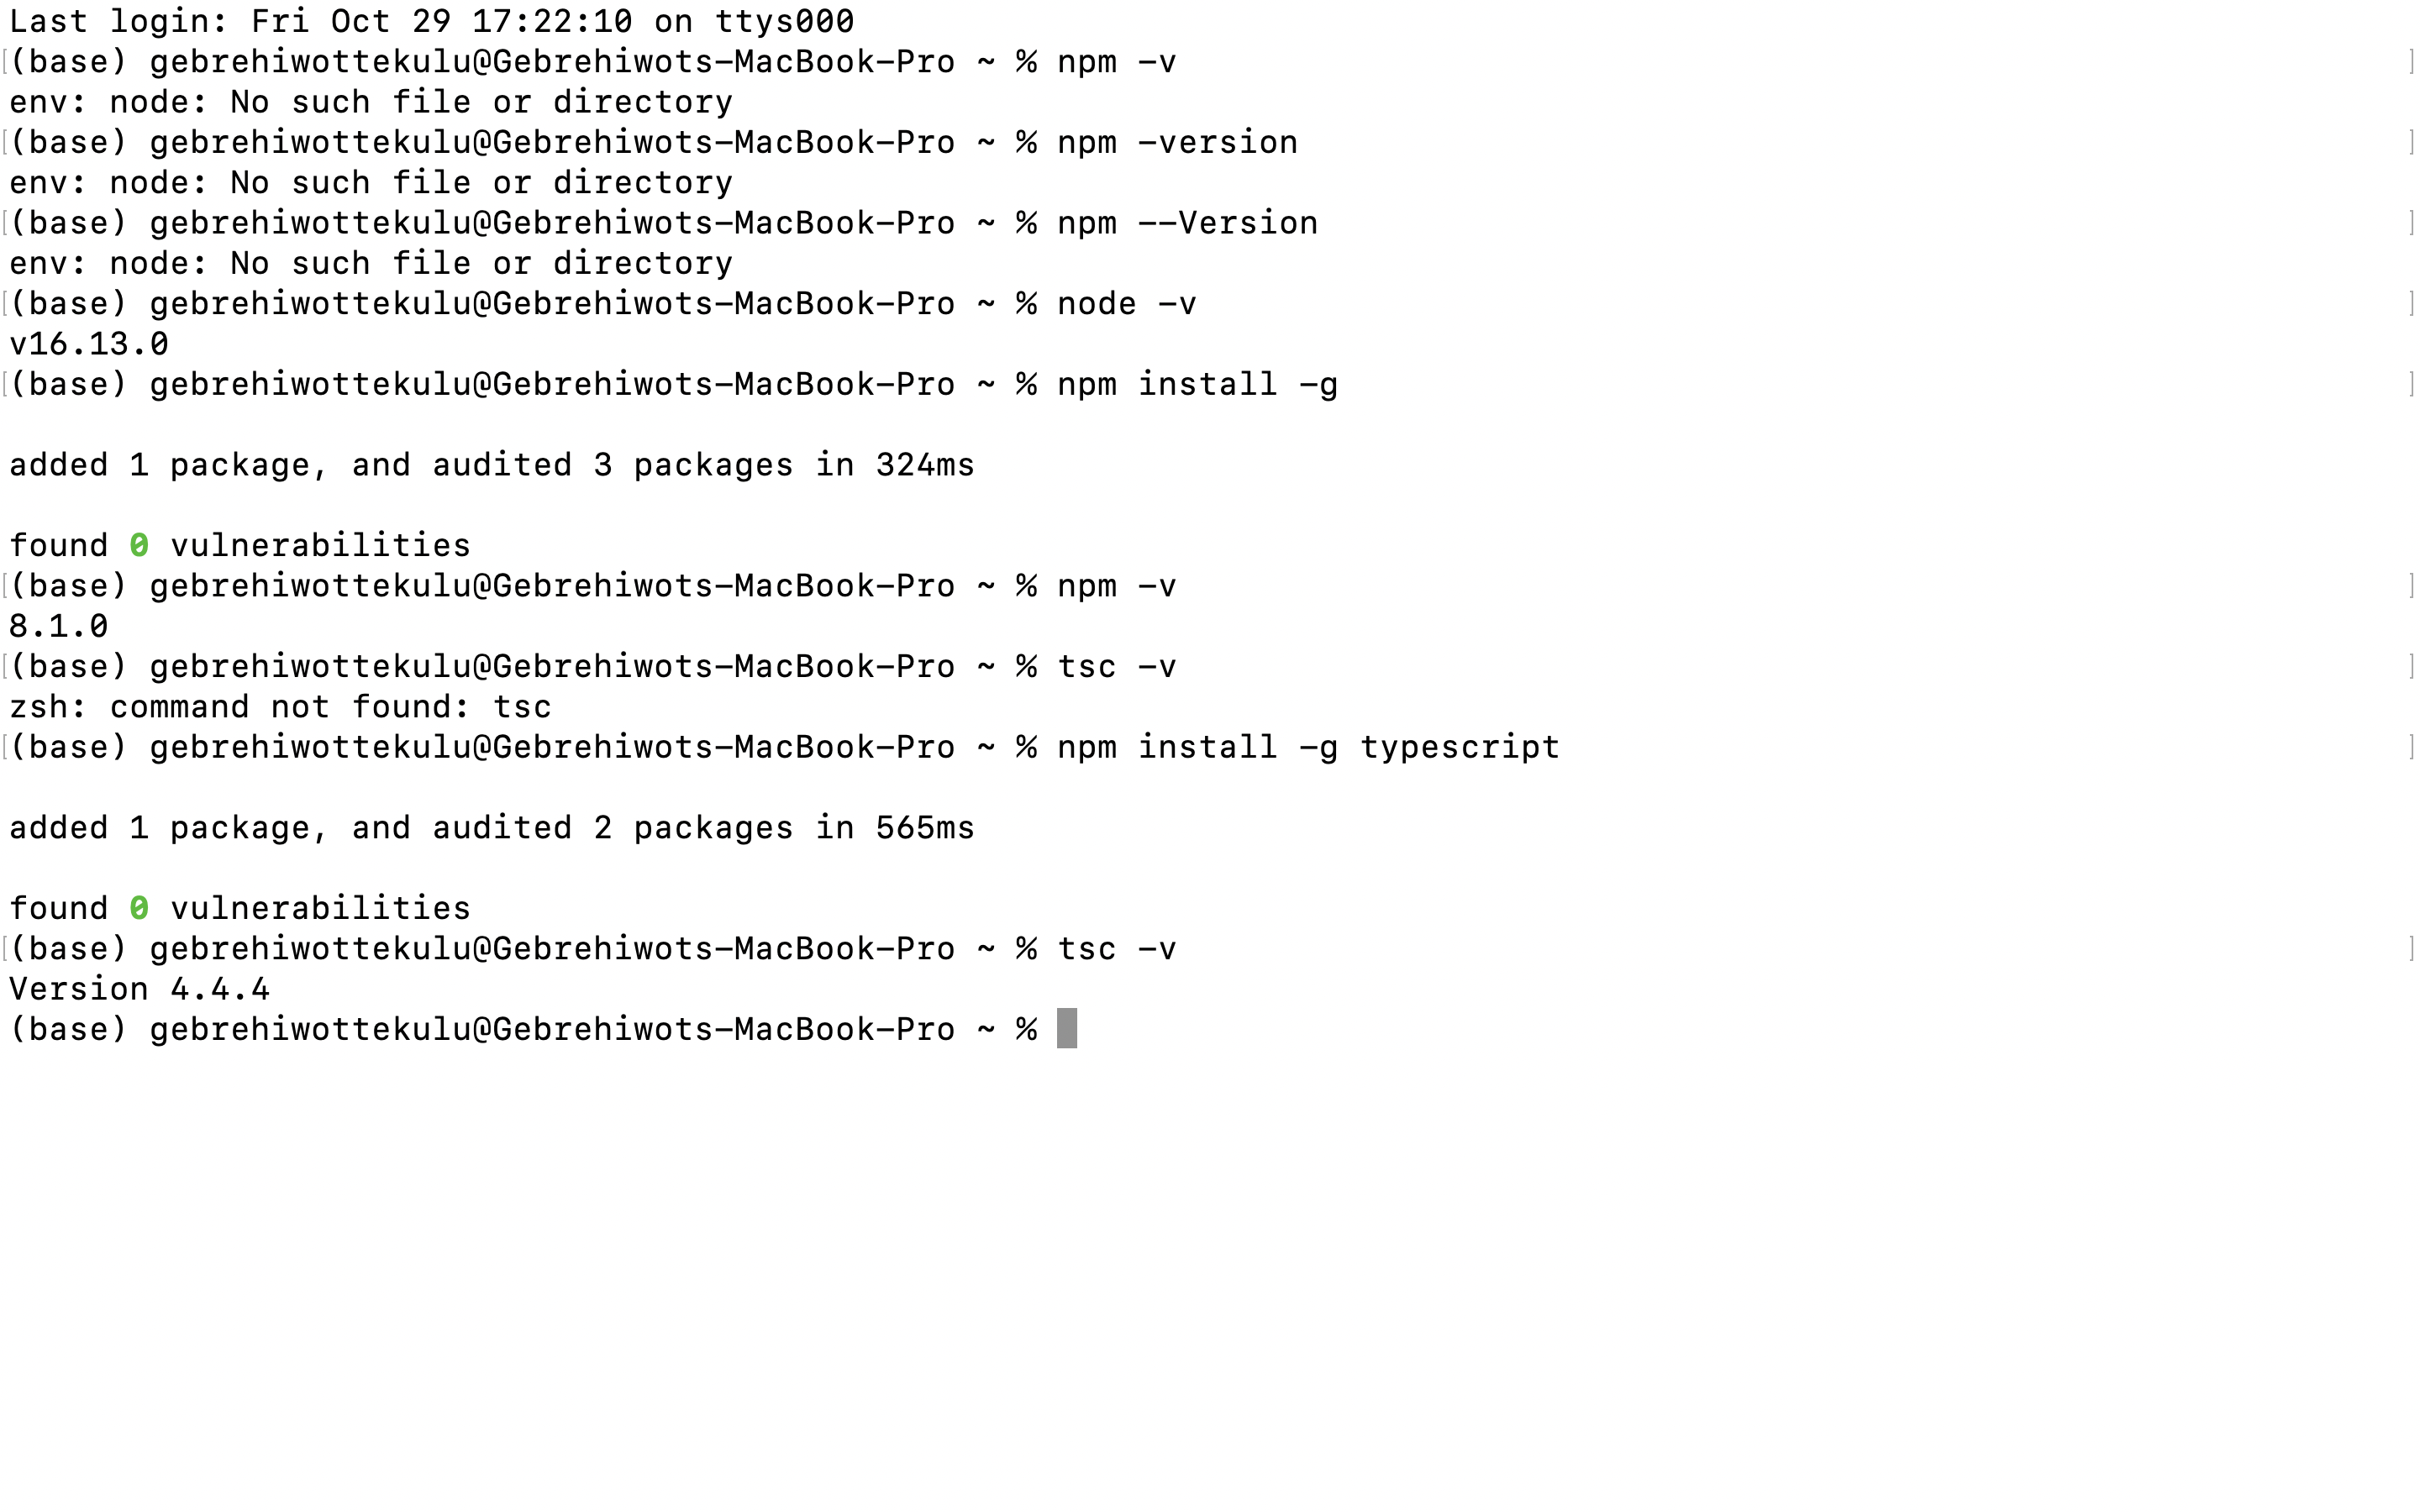 Last login: Fri Oct 29 17:22:10 on ttys000
[(base) gebrehiwottekulu@Gebrehiwots-MacBook-Pro ~ % npm -v ]
env: node: No such file or directory
[(base) gebrehiwottekulu@Gebrehiwots-MacBook-Pro ~ % npm -version ]
env: node: No such file or directory
[(base) gebrehiwottekulu@Gebrehiwots-MacBook-Pro ~ % npm --Version ]
env: node: No such file or directory
[(base) gebrehiwottekulu@Gebrehiwots-MacBook-Pro ~ % node -v ]
v16.13.0
[(base) gebrehiwottekulu@Gebrehiwots-MacBook-Pro ~ % npm install -g ]
added 1 package, and audited 3 packages in 324ms
found 0 vulnerabilities
[(base) gebrehiwottekulu@Gebrehiwots-MacBook-Pro ~ % npm -v ]
8.1.0
[(base) gebrehiwottekulu@Gebrehiwots-MacBook-Pro ~ % tsc -v ]
zsh: command not found: tsc
[(base) gebrehiwottekulu@Gebrehiwots-MacBook-Pro ~ % npm install -g typescript ]
added 1 package, and audited 2 packages in 565ms
found 0 vulnerabilities
[(base) gebrehiwottekulu@Gebrehiwots-MacBook-Pro ~ % tsc -v ]
Version 4.4.4
(base) gebrehiwottekulu@Gebrehiwots-MacBook-Pro ~ %